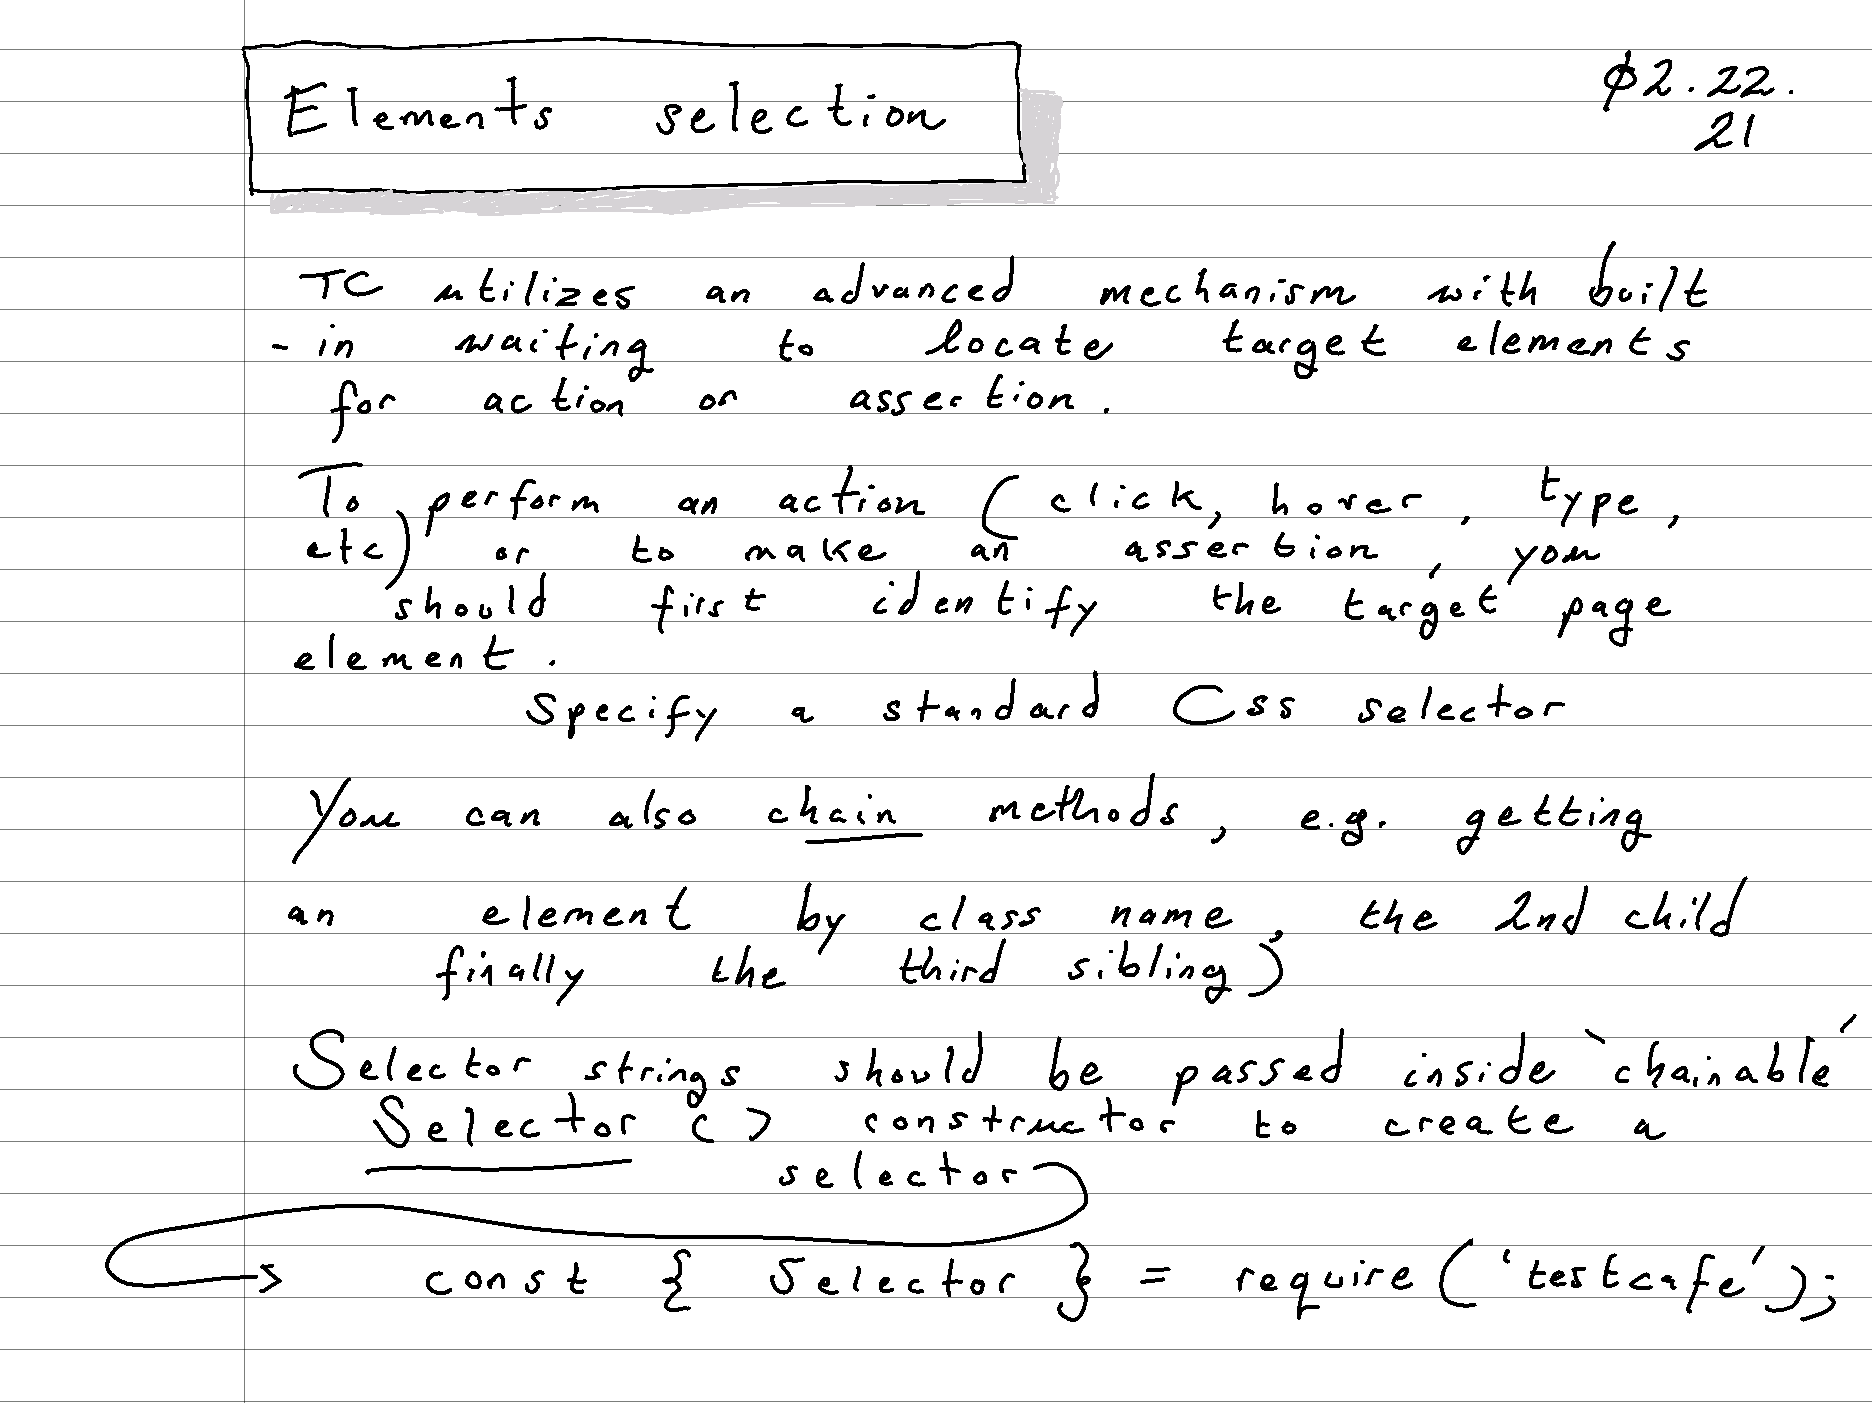 Elements selection
02.22.
21
TC utilizes an advanced mechanism with built
- in waiting to locate target elements
for action or assertion.
To perform an action (click, hover, type,
etc) or to make an assertion, you
should first identify the target page
element.
Specify a standard Css selector
You can also chain methods, e.g. getting
an element by class name, the 2nd child
finally the third sibling)
Selector strings should be passed inside `chainable'
Selector () constructor to create a
selector
→ const { Selector } = require ('testcafe');